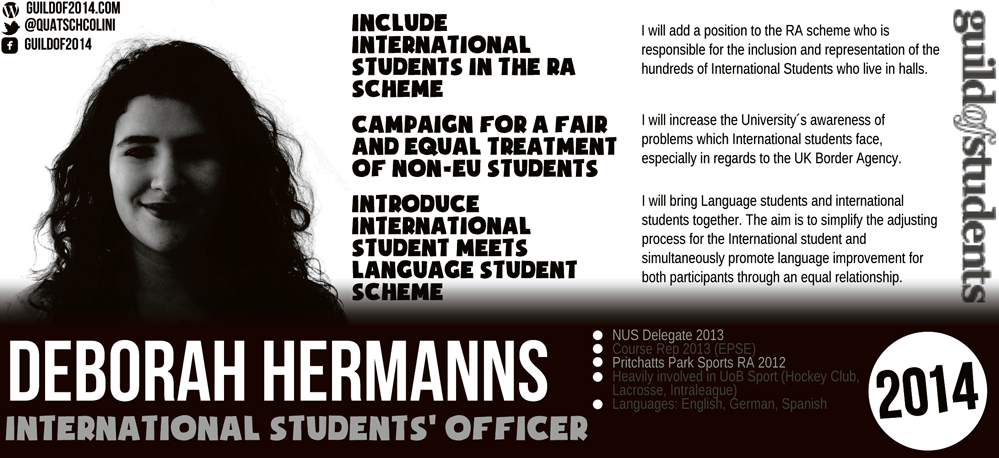 GUILDOF2014.COM
@QUATSCHCOLINI
GUILDOF2014
INCLUDE
INTERNATIONAL
STUDENTS IN THE RA
SCHEME
I will add a position to the RA scheme who is
responsible for the inclusion and representation of the
hundreds of International Students who live in halls.
CAMPAIGN FOR A FAIR
AND EQUAL TREATMENT
OF NON-EU STUDENTS
I will increase the University´s awareness of
problems which International students face,
especially in regards to the UK Border Agency.
INTRODUCE
INTERNATIONAL
STUDENT MEETS
LANGUAGE STUDENT
SCHEME
I will bring Language students and international
students together. The aim is to simplify the adjusting
process for the International student and
simultaneously promote language improvement for
both participants through an equal relationship.
guildofstudents
DEBORAH HERMANNS
INTERNATIONAL STUDENTS' OFFICER
NUS Delegate 2013
Course Rep 2013 (EPSE)
Pritchatts Park Sports RA 2012
Heavily involved in UoB Sport (Hockey Club,
Lacrosse, Intraleague)
Languages: English, German, Spanish
2014